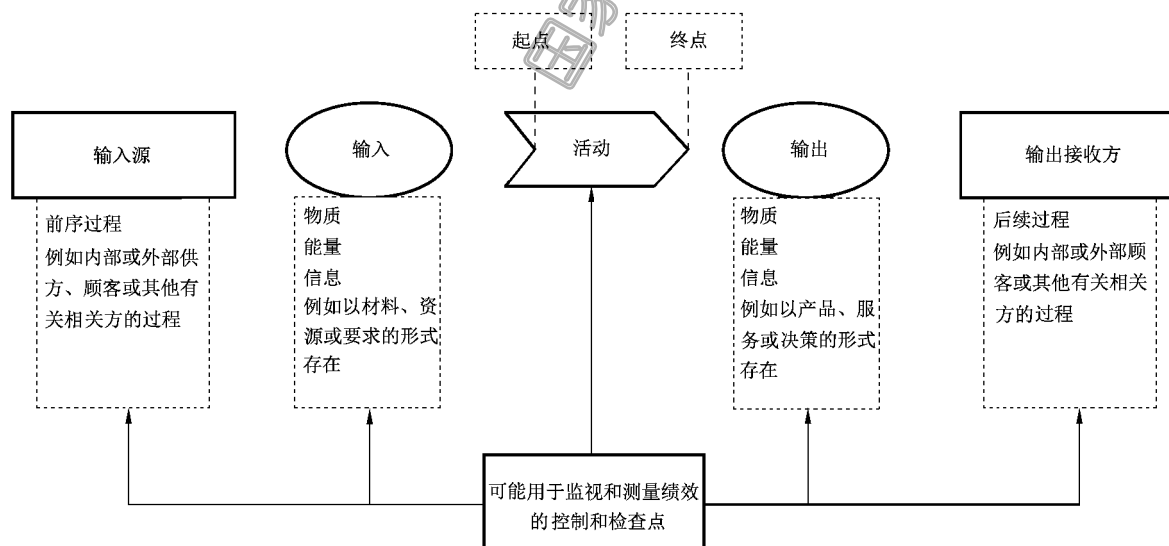 起点
终点
输入源
输入
活动
输出
输出接收方
前序过程
例如内部或外部供
方、顾客或其他有
关相关方的过程
物质
能量
信息
例如以材料、资
源或要求的形式
存在
物质
能量
信息
例如以产品、服
务或决策的形式
存在
后续过程
例如内部或外部顾
客或其他有关相关
方的过程
可能用于监视和测量绩效
的控制和检查点
国家